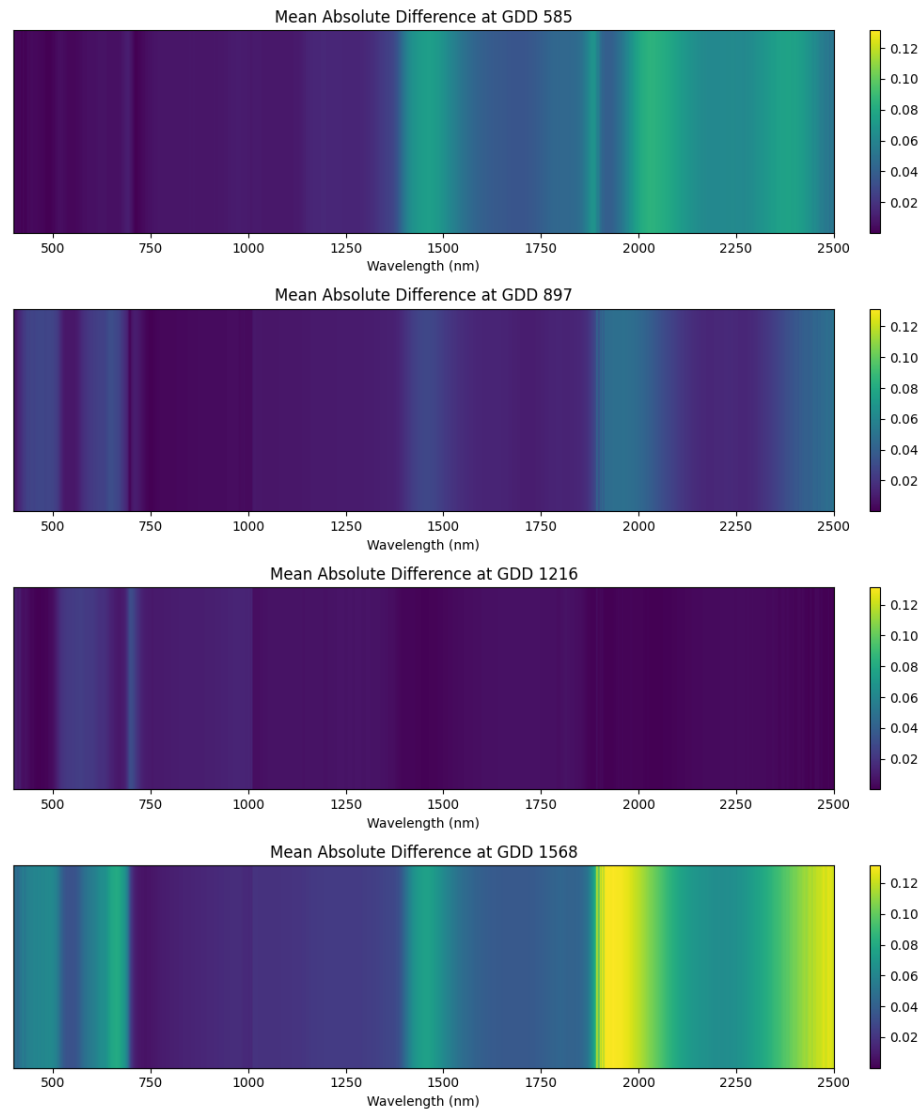 Mean Absolute Difference at GDD 585
0.12
0.10
0.08
0.06
0.04
0.02
500 750 1000 1250 1500 1750 2000 2250 2500
Wavelength (nm)
Mean Absolute Difference at GDD 897
0.12
0.10
0.08
0.06
0.04
0.02
500 750 1000 1250 1500 1750 2000 2250 2500
Wavelength (nm)
Mean Absolute Difference at GDD 1216
0.12
0.10
0.08
0.06
0.04
0.02
500 750 1000 1250 1500 1750 2000 2250 2500
Wavelength (nm)
Mean Absolute Difference at GDD 1568
0.12
0.10
0.08
0.06
0.04
0.02
500 750 1000 1250 1500 1750 2000 2250 2500
Wavelength (nm)